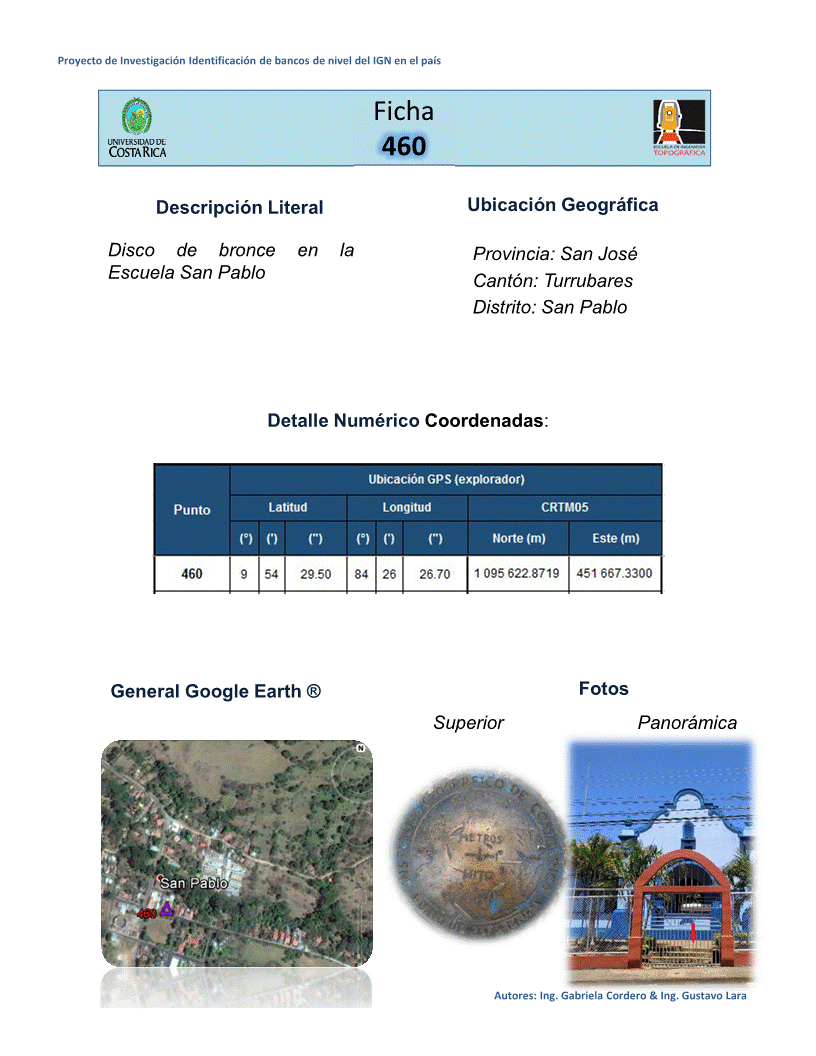 Proyecto de Investigación Identificación de bancos de nivel del IGN en el país
UNIVERSIDAD DE
COSTA RICA
Ficha
460
ESCUELA DE INGENIERÍA
TOPOGRÁFICA
Descripción Literal
Disco de bronce en la
Escuela San Pablo
Ubicación Geográfica
Provincia: San José
Cantón: Turrubares
Distrito: San Pablo
Detalle Numérico Coordenadas:
Punto
Ubicación GPS (explorador)
Latitud Longitud CRTM05
(°) (') (") (°) (') (") Norte (m) Este (m)
460 9 54 29.50 84 26 26.70 1 095 622.8719 451 667.3300
General Google Earth ®
Fotos
Superior Panorámica
N
San Pablo
460
METROS
HITO
Autores: Ing. Gabriela Cordero & Ing. Gustavo Lara